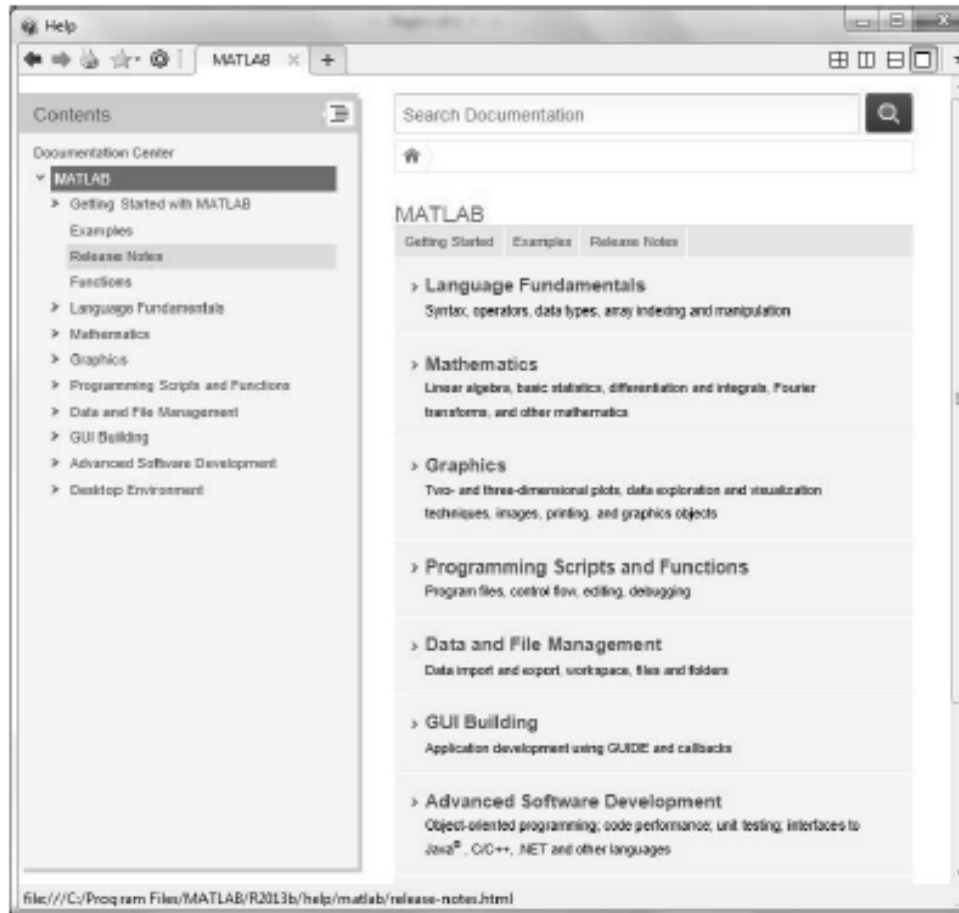 Help
MATLAB
Contents
Documentation Center
MATLAB
Getting Started with MATLAB
Examples
Release Notes
Functions
Language Fundamentals
Mathematics
Graphics
Programming Scripts and Functions
Data and File Management
GUI Building
Advanced Software Development
Desktop Environment
Search Documentation
MATLAB
Getting Started Examples Release Notes
Language Fundamentals
Syntax, operators, data types, array indexing and manipulation
Mathematics
Linear algebra, basic statistics, differentiation and integrals, Fourier
transforms, and other mathematics
Graphics
Two- and three-dimensional plots, data exploration and visualization
techniques, images, printing, and graphics objects
Programming Scripts and Functions
Program files, control flow, editing, debugging
Data and File Management
Data import and export, workspace, files and folders
GUI Building
Application development using GUIDE and callbacks
Advanced Software Development
Object-oriented programming; code performance; unit testing; interfaces to
Java®, C/C++, .NET and other languages
file:///C:/Program Files/MATLAB/R2013b/help/matlab/release-notes.html